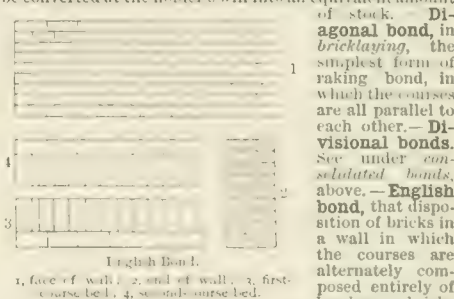 of stock. Di-
agonal bond, in
bricklaying, the
simplest form of
raking bond, in
which the courses
are all parallel to
each other.—Di-
visional bonds.
See under con-
solidated bonds,
above.—English
bond, that dispo-
sition of bricks in
a wall in which
the courses are
alternately com-
posed entirely of
1
4
3
English Bond.
1, face of wall. 2, end of wall. 3, first-
course bed. 4, second-course bed.